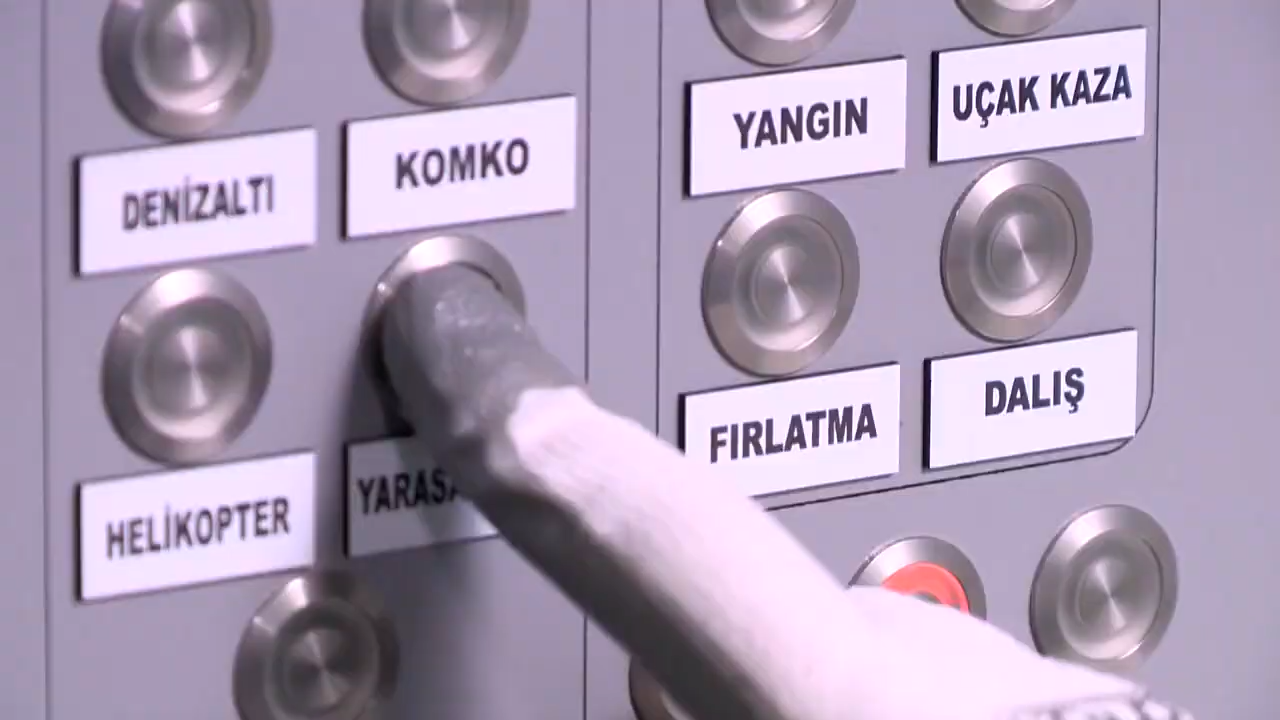 DENİZALTI
KOMKO
YANGIN
UÇAK KAZA
HELİKOPTER
FIRLATMA
DALIŞ